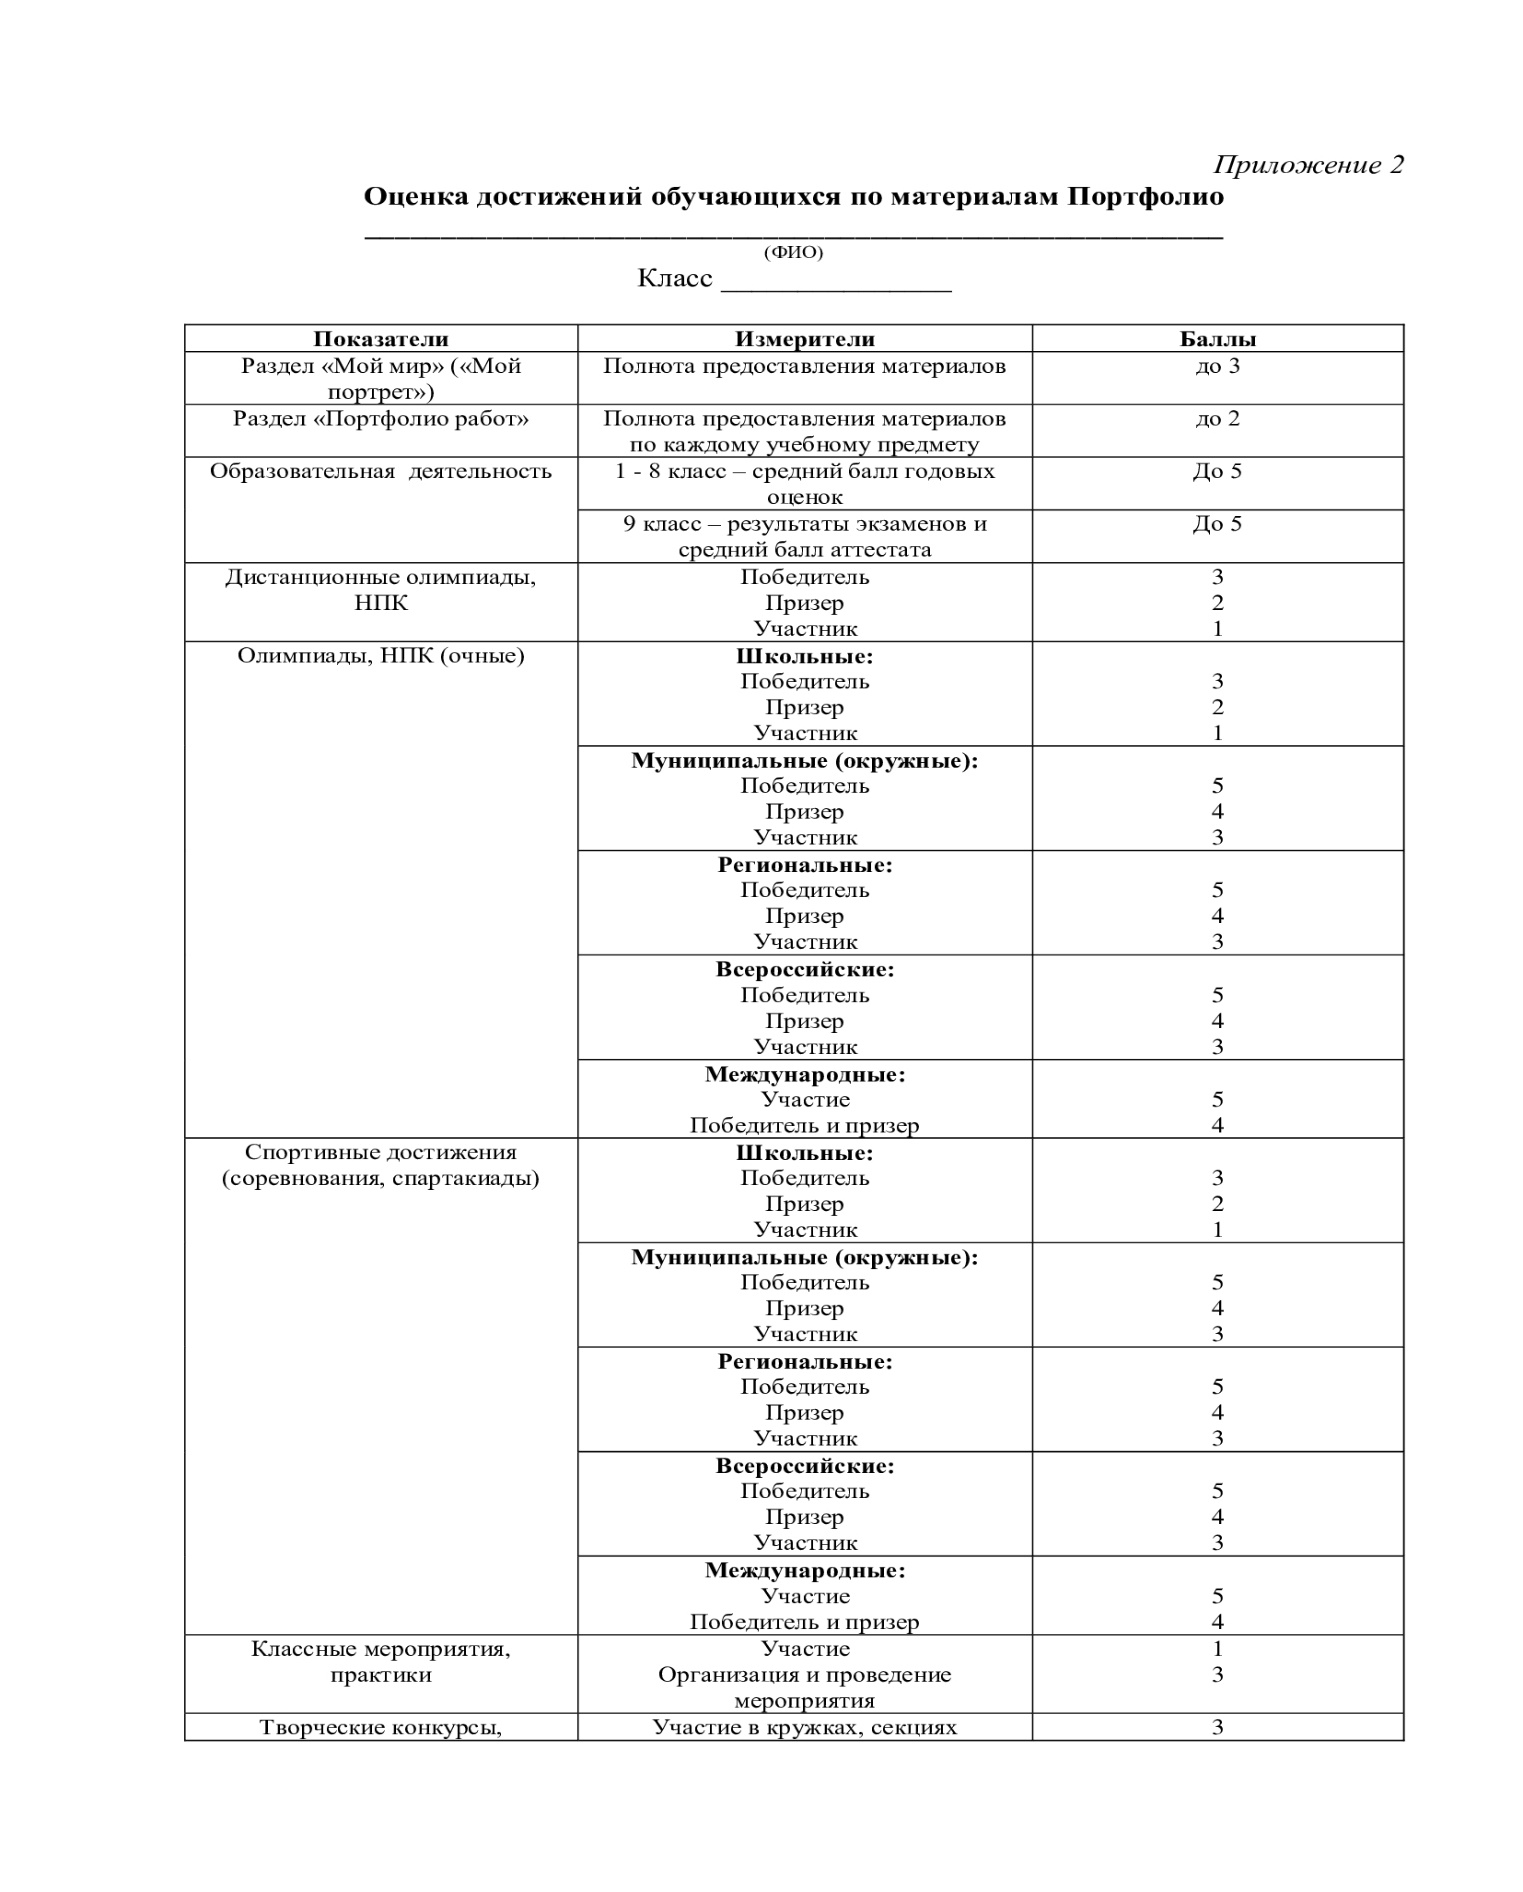 Приложение 2
Оценка достижений обучающихся по материалам Портфолио
______________________________________________________________
(ФИО)
Класс ________________
Показатели Измерители Баллы
Раздел «Мой мир» («Мой Полнота предоставления материалов до 3
портрет»)
Раздел «Портфолио работ» Полнота предоставления материалов до 2
по каждому учебному предмету
Образовательная деятельность 1 - 8 класс – средний балл годовых До 5
оценок
9 класс – результаты экзаменов и До 5
средний балл аттестата
Дистанционные олимпиады, Победитель 3
НПК Призер 2
Участник 1
Олимпиады, НПК (очные) Школьные:
Победитель 3
Призер 2
Участник 1
Муниципальные (окружные):
Победитель 5
Призер 4
Участник 3
Региональные:
Победитель 5
Призер 4
Участник 3
Всероссийские:
Победитель 5
Призер 4
Участник 3
Международные:
Участие 5
Победитель и призер 4
Спортивные достижения Школьные:
(соревнования, спартакиады) Победитель 3
Призер 2
Участник 1
Муниципальные (окружные):
Победитель 5
Призер 4
Участник 3
Региональные:
Победитель 5
Призер 4
Участник 3
Всероссийские:
Победитель 5
Призер 4
Участник 3
Международные:
Участие 5
Победитель и призер 4
Классные мероприятия, Участие 1
практики Организация и проведение 3
мероприятия
Творческие конкурсы, Участие в кружках, секциях 3